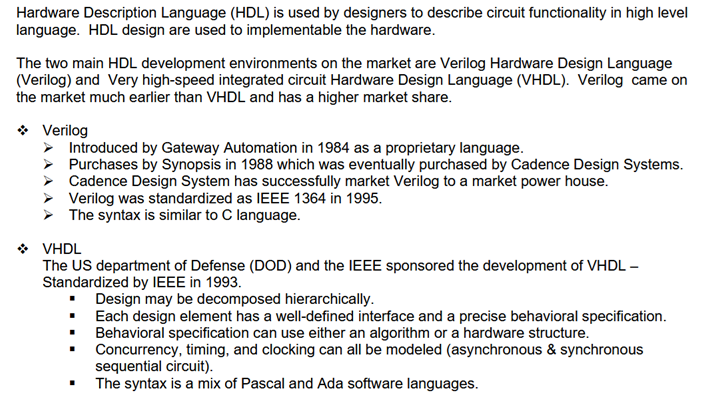 Hardware Description Language (HDL) is used by designers to describe circuit functionality in high level
language. HDL design are used to implementable the hardware.
The two main HDL development environments on the market are Verilog Hardware Design Language
(Verilog) and Very high-speed integrated circuit Hardware Design Language (VHDL). Verilog came on
the market much earlier than VHDL and has a higher market share.
❖ Verilog
➢ Introduced by Gateway Automation in 1984 as a proprietary language.
➢ Purchases by Synopsis in 1988 which was eventually purchased by Cadence Design Systems.
➢ Cadence Design System has successfully market Verilog to a market power house.
➢ Verilog was standardized as IEEE 1364 in 1995.
➢ The syntax is similar to C language.
❖ VHDL
The US department of Defense (DOD) and the IEEE sponsored the development of VHDL –
Standardized by IEEE in 1993.
▪ Design may be decomposed hierarchically.
▪ Each design element has a well-defined interface and a precise behavioral specification.
▪ Behavioral specification can use either an algorithm or a hardware structure.
▪ Concurrency, timing, and clocking can all be modeled (asynchronous & synchronous
sequential circuit).
▪ The syntax is a mix of Pascal and Ada software languages.